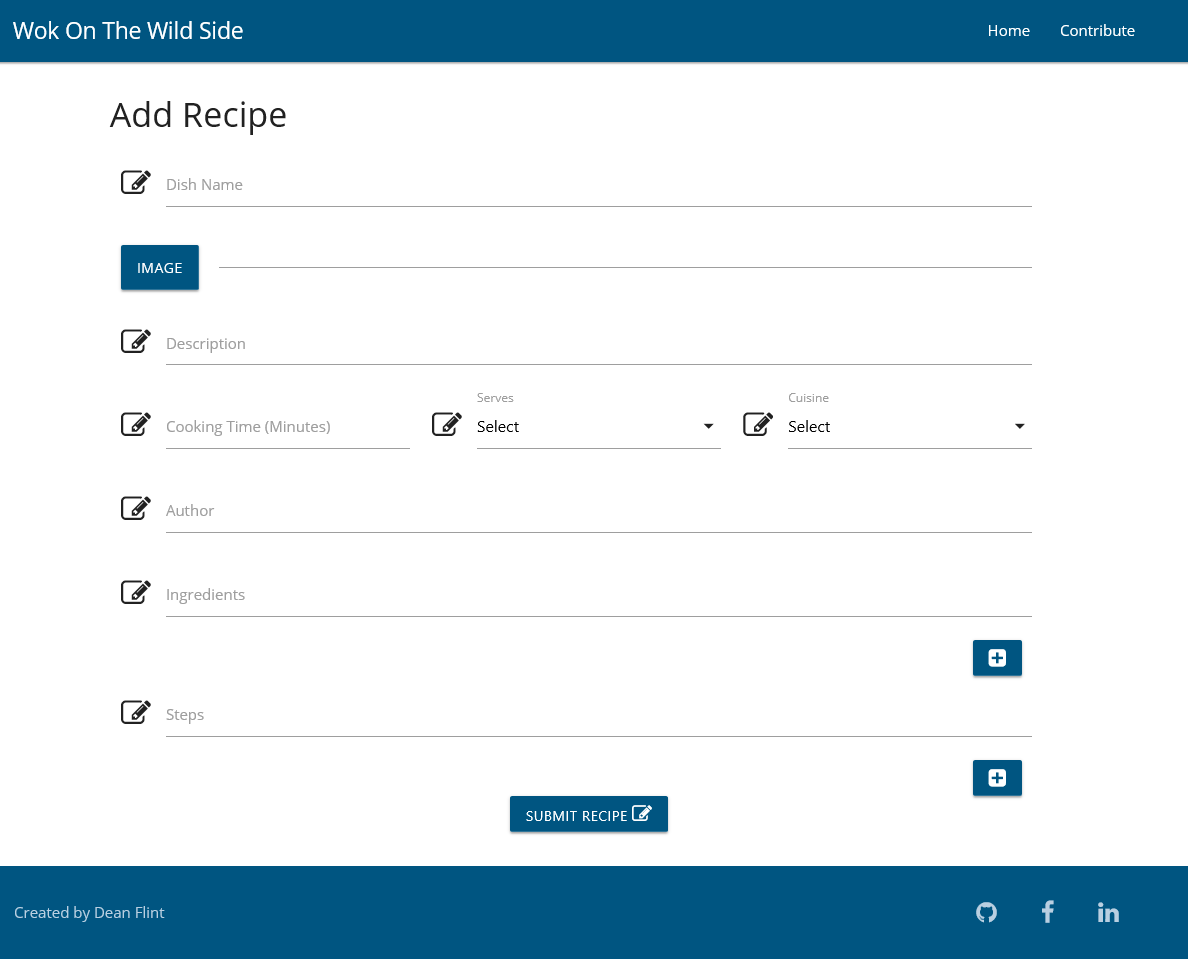 Wok On The Wild Side
Home Contribute
Add Recipe
Dish Name
IMAGE
Description
Serves Cuisine
Cooking Time (Minutes) Select Select
Author
Ingredients
Steps
SUBMIT RECIPE
Created by Dean Flint